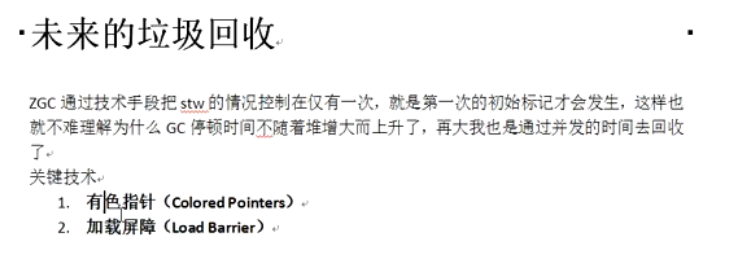 未来的垃圾回收
ZGC 通过技术手段把 stw 的情况控制在仅有一次，就是第一次的初始标记才会发生，这样也
就不难理解为什么 GC 停顿时间不随着堆增大而上升了，再大我也是通过并发的时间去回收
了
关键技术
1. 有色指针（Colored Pointers）
2. 加载屏障（Load Barrier）